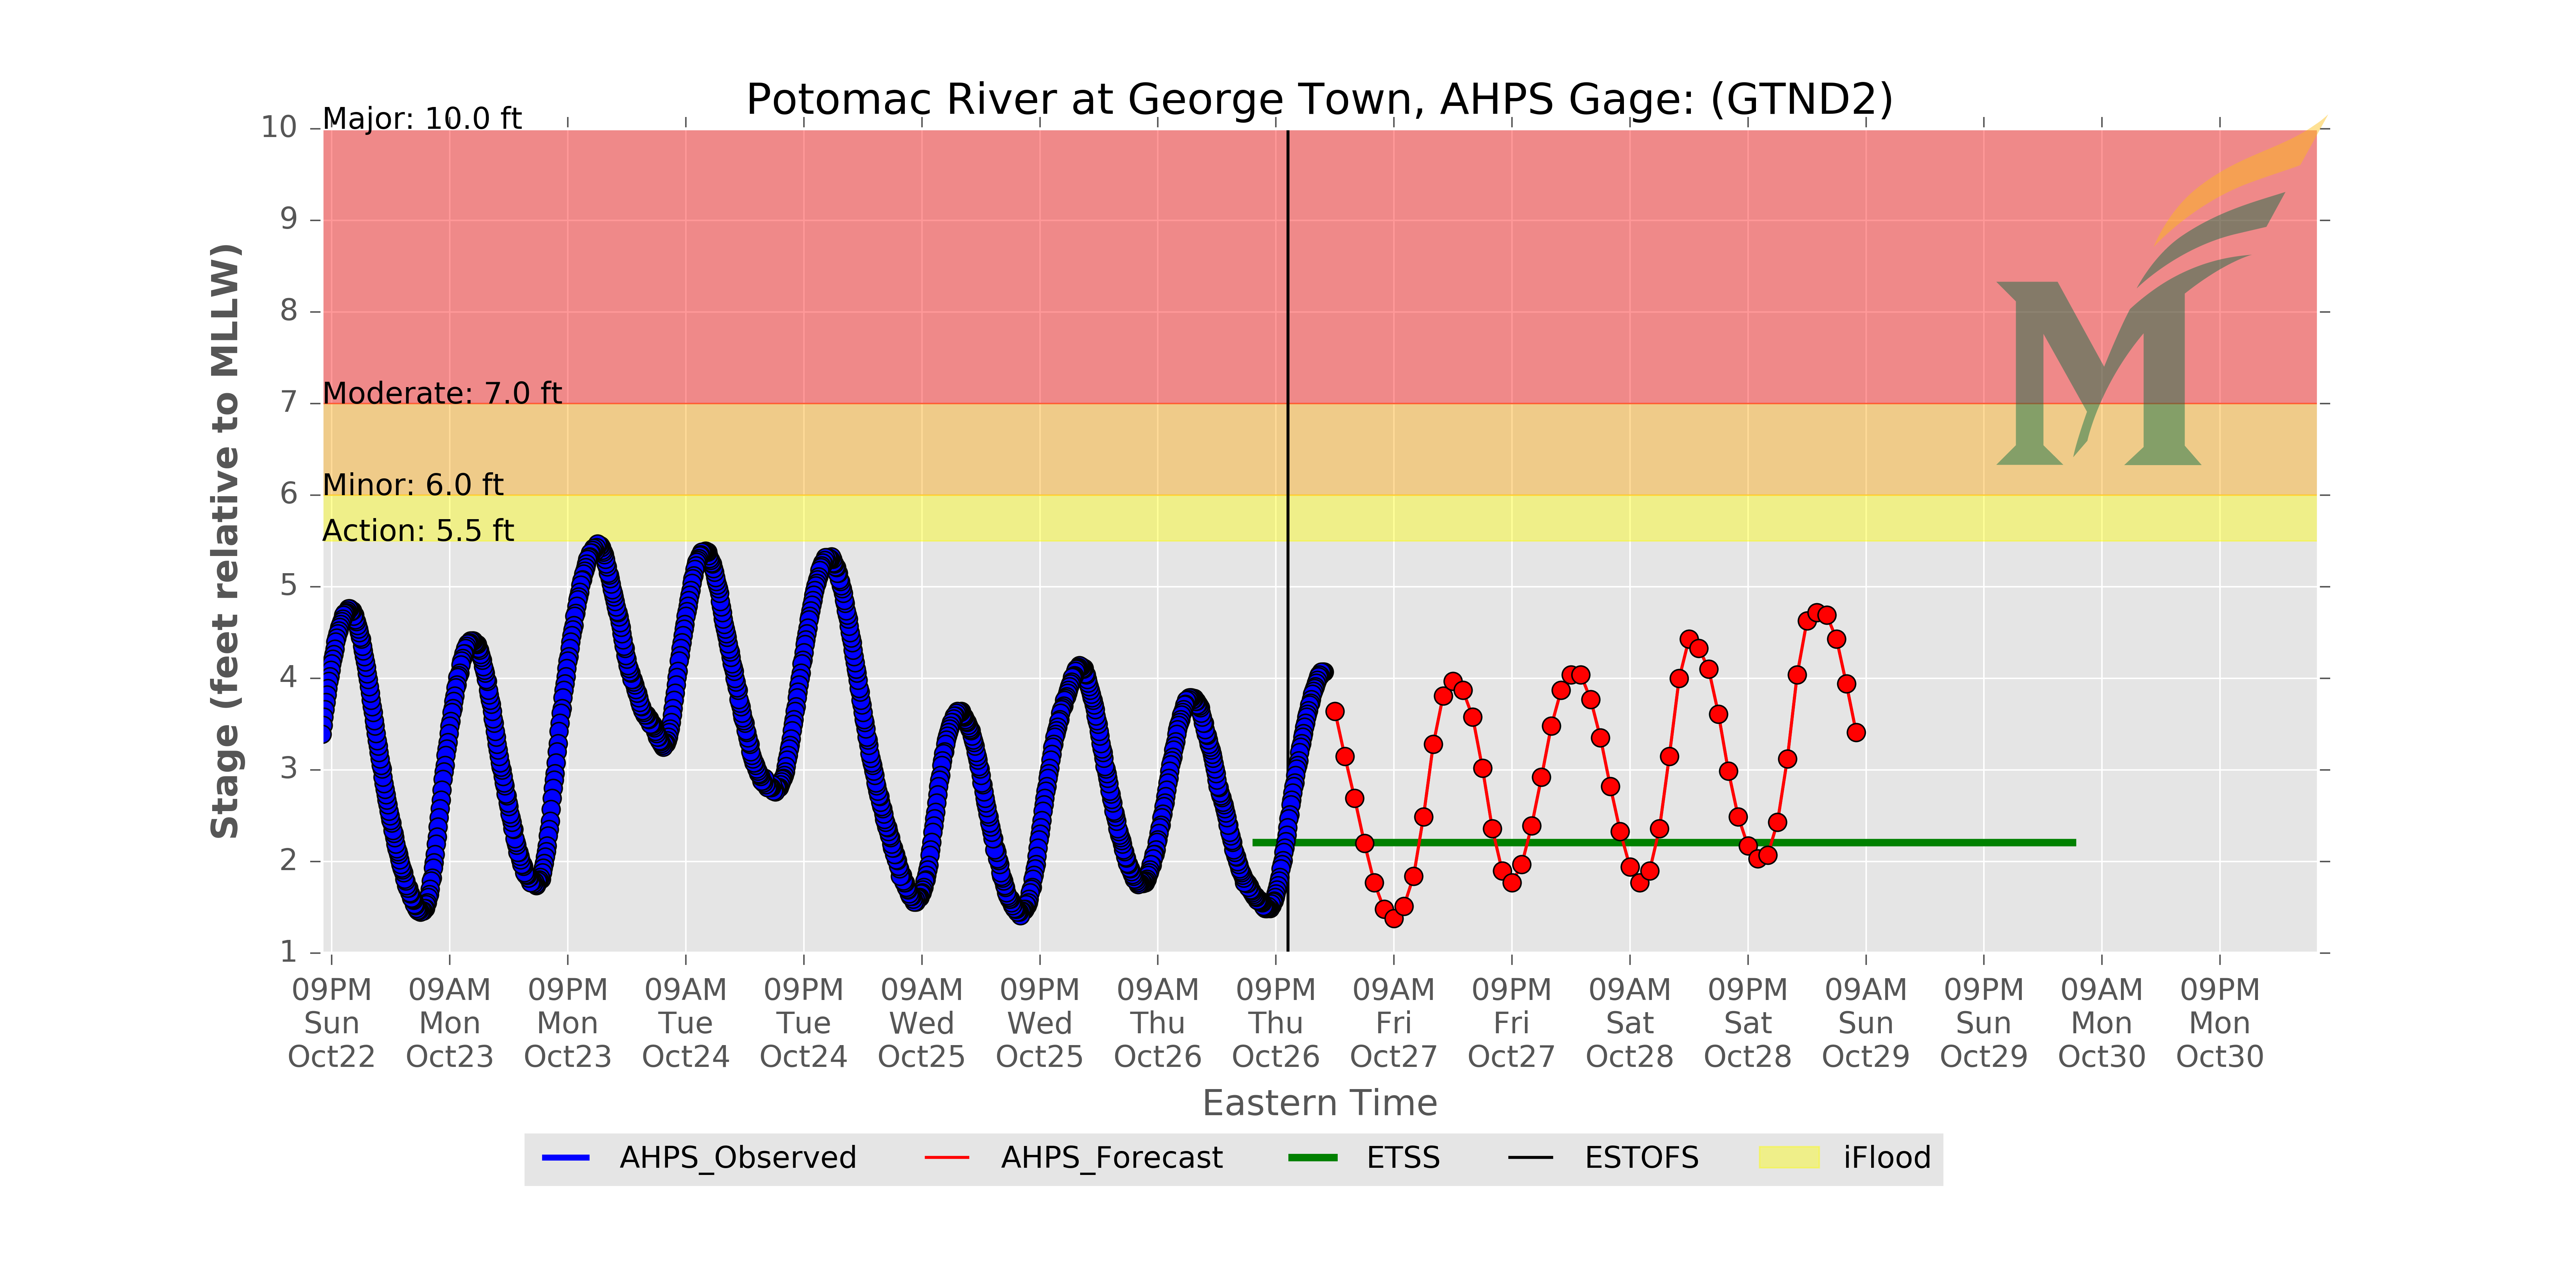 Potomac River at George Town, AHPS Gage: (GTND2)
Major: 10.0 ft
Moderate: 7.0 ft
Minor: 6.0 ft
Action: 5.5 ft
Stage (feet relative to MLLW)
10
9
8
7
6
5
4
3
2
1
09PM 09AM 09PM 09AM 09PM 09AM 09PM 09AM 09PM 09AM 09PM 09AM 09PM 09AM 09PM 09AM 09PM
Sun Mon Mon Tue Tue Wed Wed Thu Thu Fri Fri Sat Sat Sun Sun Mon Mon
Oct22 Oct23 Oct23 Oct24 Oct24 Oct25 Oct25 Oct26 Oct26 Oct27 Oct27 Oct28 Oct28 Oct29 Oct29 Oct30 Oct30
Eastern Time
AHPS_Observed AHPS_Forecast ETSS ESTOFS iFlood
M